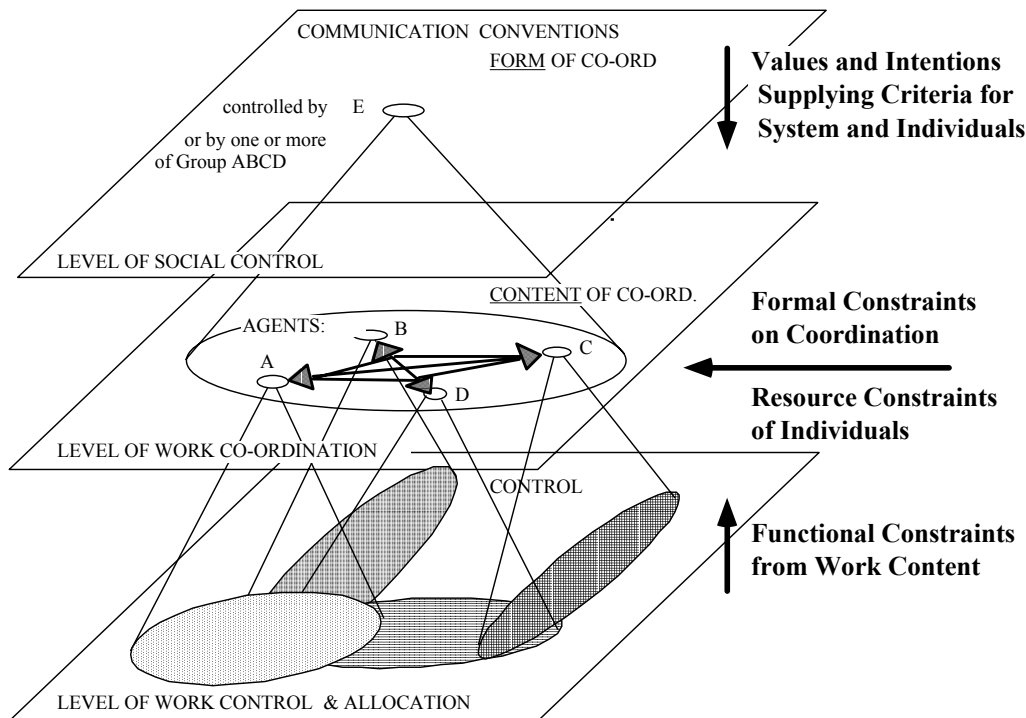 COMMUNICATION CONVENTIONS
FORM OF CO-ORD
controlled by E
or by one or more
of Group ABCD
LEVEL OF SOCIAL CONTROL
Values and Intentions
Supplying Criteria for
System and Individuals
CONTENT OF CO-ORD.
AGENTS:
B
A
C
D
LEVEL OF WORK CO-ORDINATION
Formal Constraints
on Coordination
Resource Constraints
of Individuals
CONTROL
LEVEL OF WORK CONTROL & ALLOCATION
Functional Constraints
from Work Content